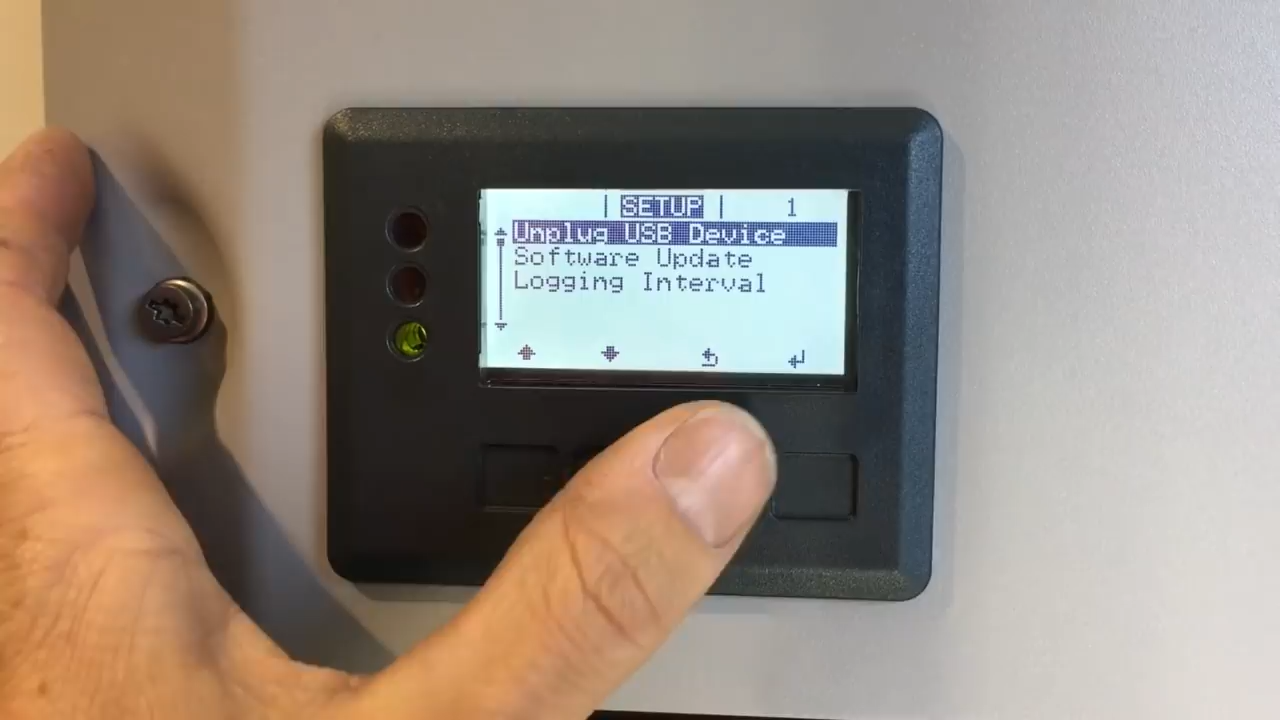 | SETUP | 1
Unplug USB Device
Software Update
Logging Interval